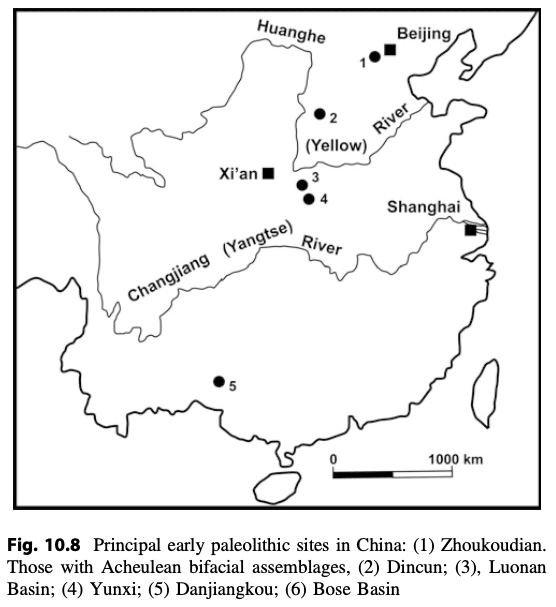 Huanghe
Beijing
1
2
(Yellow) River
Xi'an
3
4
Shanghai
Changjiang (Yangtse) River
5
0 1000 km
Fig. 10.8 Principal early paleolithic sites in China: (1) Zhoukoudian.
Those with Acheulean bifacial assemblages, (2) Dincun; (3), Luonan
Basin; (4) Yunxi; (5) Danjiangkou; (6) Bose Basin